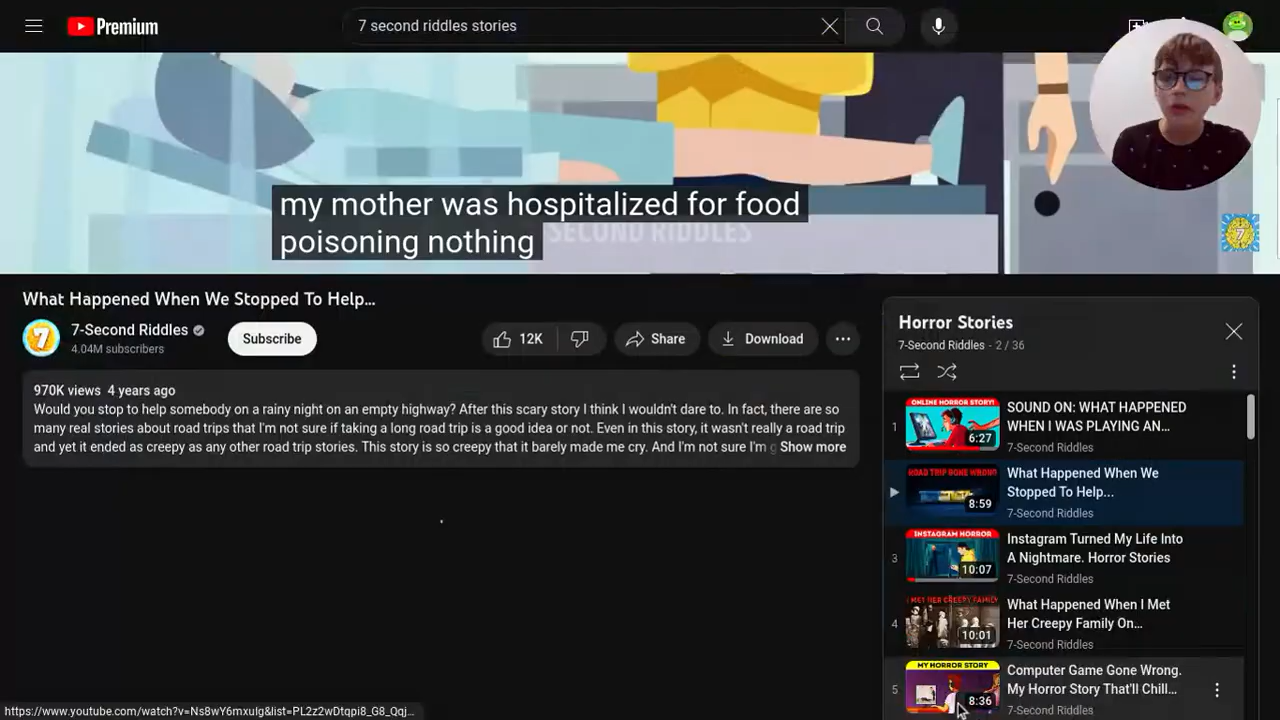 Premium
7 second riddles stories
my mother was hospitalized for food
poisoning nothing
SECOND RIDDLES
7
What Happened When We Stopped To Help...
7
7-Second Riddles
4.04M subscribers
Subscribe
12K
Share
Download
970K views 4 years ago
Would you stop to help somebody on a rainy night on an empty highway? After this scary story I think I wouldn't dare to. In fact, there are so
many real stories about road trips that I'm not sure if taking a long road trip is a good idea or not. Even in this story, it wasn't really a road trip
and yet it ended as creepy as any other road trip stories. This story is so creepy that it barely made me cry. And I'm not sure I'm Show more
Horror Stories
7-Second Riddles - 2 / 36
1
ONLINE HORROR STORY!
6:27
SOUND ON: WHAT HAPPENED
WHEN I WAS PLAYING AN...
7-Second Riddles
ROAD TRIP GONE WRONG
8:59
What Happened When We
Stopped To Help...
7-Second Riddles
3
INSTAGRAM HORROR
10:07
Instagram Turned My Life Into
A Nightmare. Horror Stories
7-Second Riddles
4
I MET HER CREEPY FAMILY
10:01
What Happened When I Met
Her Creepy Family On...
7-Second Riddles
5
MY HORROR STORY
8:36
Computer Game Gone Wrong.
My Horror Story That'll Chill...
7-Second Riddles
https://www.youtube.com/watch?v=Ns8wY6mxuIg&list=PL2z2wDtqpi8_G8_Qqj...